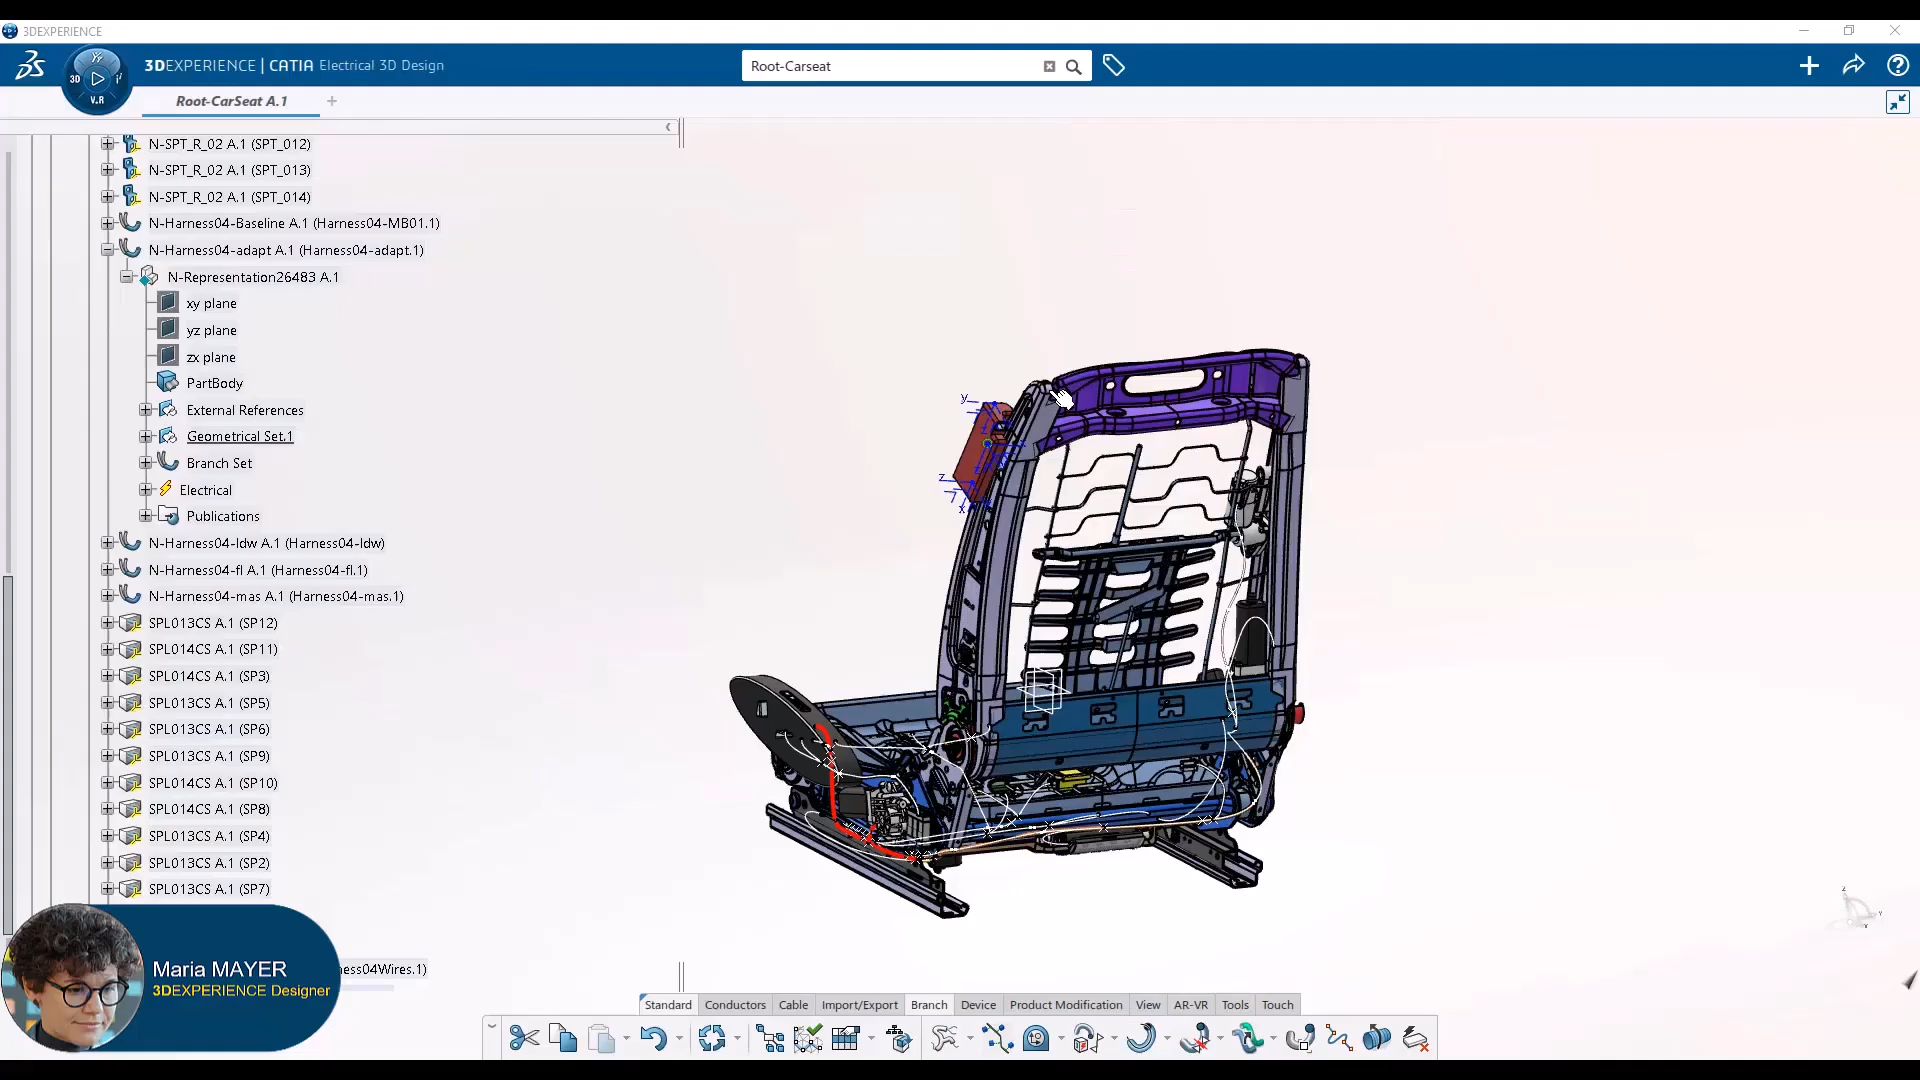 3DEXPERIENCE
3DEXPERIENCE | CATIA Electrical 3D Design
Root-Carseat
3D
V.R
Root-CarSeat A.1
N-SPT_R_02 A.1 (SPT_012)
N-SPT_R_02 A.1 (SPT_013)
N-SPT_R_02 A.1 (SPT_014)
N-Harness04-Baseline A.1 (Harness04-MB01.1)
N-Harness04-adapt A.1 (Harness04-adapt.1)
N-Representation26483 A.1
xy plane
yz plane
zx plane
PartBody
External References
Geometrical Set.1
Branch Set
Electrical
Publications
N-Harness04-ldw A.1 (Harness04-ldw)
N-Harness04-fl A.1 (Harness04-fl.1)
N-Harness04-mas A.1 (Harness04-mas.1)
SPL013CS A.1 (SP12)
SPL014CS A.1 (SP11)
SPL014CS A.1 (SP3)
SPL013CS A.1 (SP5)
SPL013CS A.1 (SP6)
SPL013CS A.1 (SP9)
SPL014CS A.1 (SP10)
SPL014CS A.1 (SP8)
SPL013CS A.1 (SP4)
SPL013CS A.1 (SP2)
SPL013CS A.1 (SP7)
ness04Wires.1)
Maria MAYER
3DEXPERIENCE Designer
Standard Conductors Cable Import/Export Branch Device Product Modification View AR-VR Tools Touch